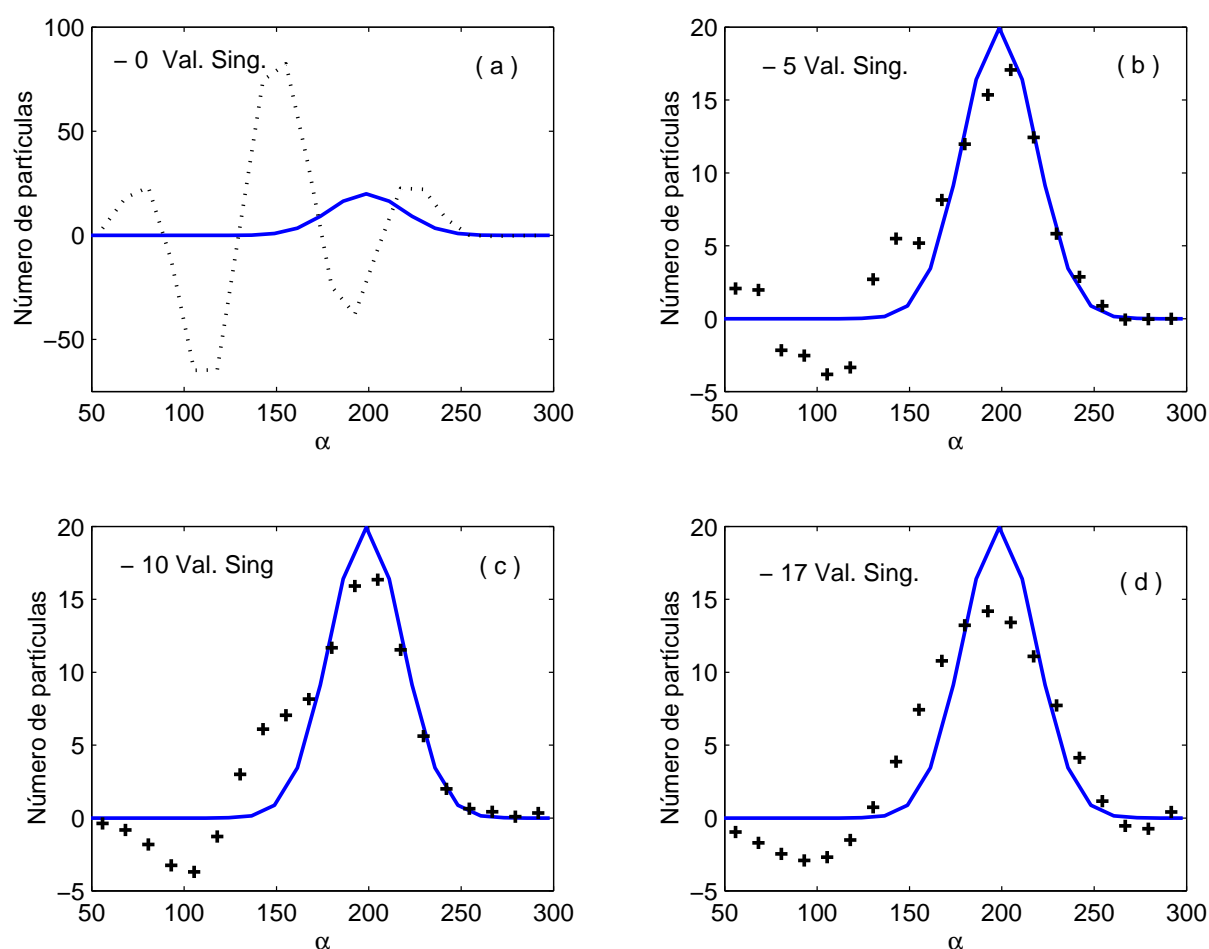 – 0 Val. Sing.
( a )
Número de partículas
100
50
0
–50
50 100 150 200 250 300
α
– 5 Val. Sing.
( b )
Número de partículas
20
15
10
5
0
–5
50 100 150 200 250 300
α
– 10 Val. Sing
( c )
Número de partículas
20
15
10
5
0
–5
50 100 150 200 250 300
α
– 17 Val. Sing.
( d )
Número de partículas
20
15
10
5
0
–5
50 100 150 200 250 300
α